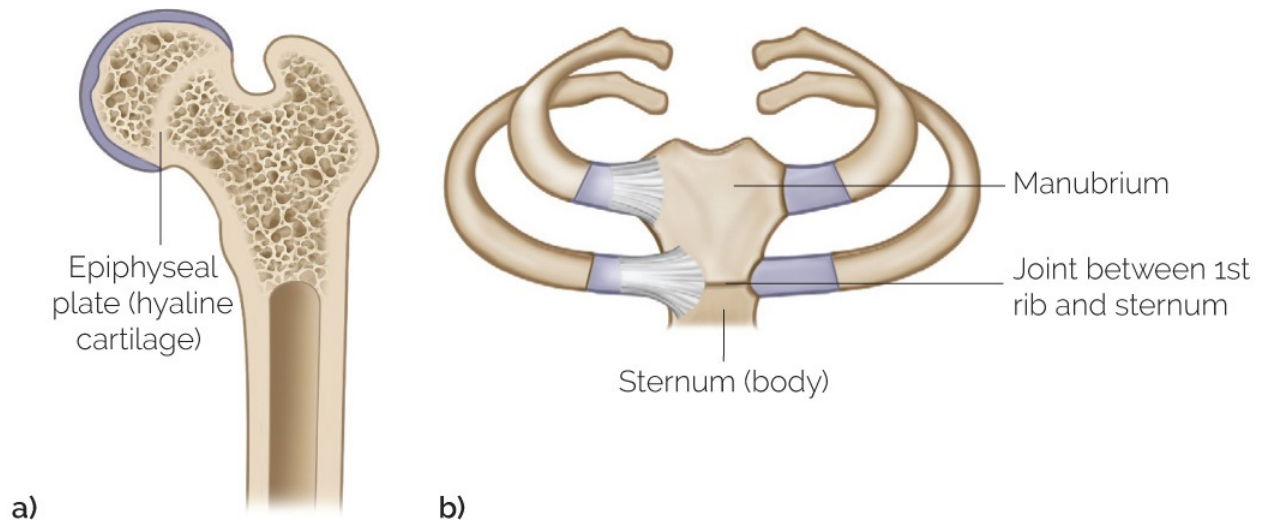 Epiphyseal
plate (hyaline
cartilage)
a)
Manubrium
Joint between 1st
rib and sternum
Sternum (body)
b)